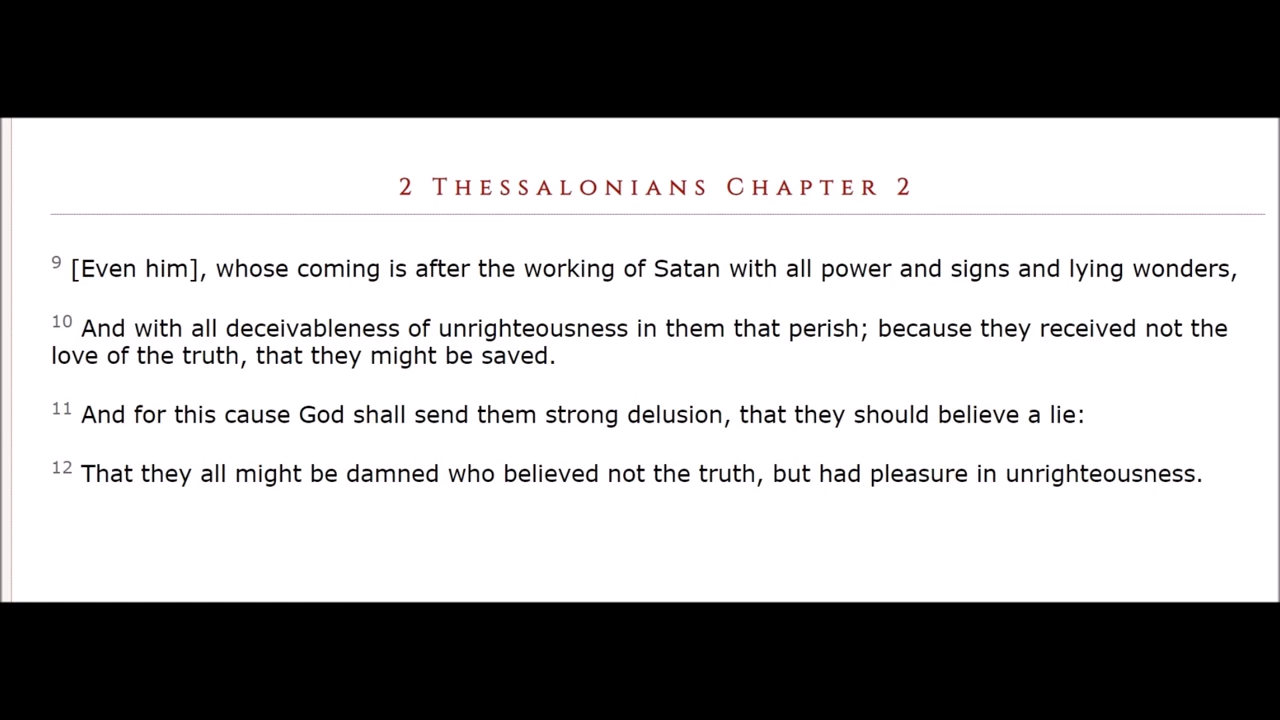 2 Thessalonians Chapter 2
9 [Even him], whose coming is after the working of Satan with all power and signs and lying wonders,
10 And with all deceivableness of unrighteousness in them that perish; because they received not the
love of the truth, that they might be saved.
11 And for this cause God shall send them strong delusion, that they should believe a lie:
12 That they all might be damned who believed not the truth, but had pleasure in unrighteousness.